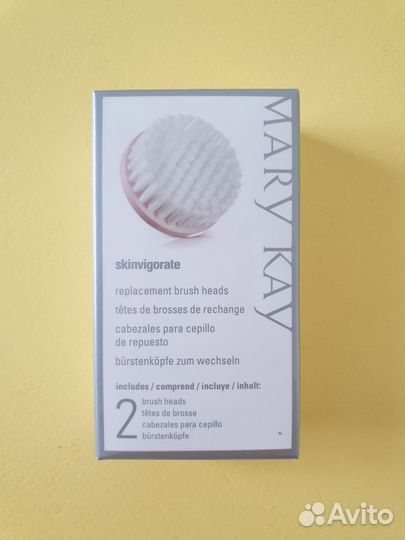 MARY KAY
skinvigorate
replacement brush heads
têtes de brosses de rechange
cabezales para cepillo
de repuesto
bürstenköpfe zum wechseln
includes / comprend / incluye / inhalt:
2
brush heads
têtes de brosse
cabezales para cepillo
bürstenköpfe
Avito